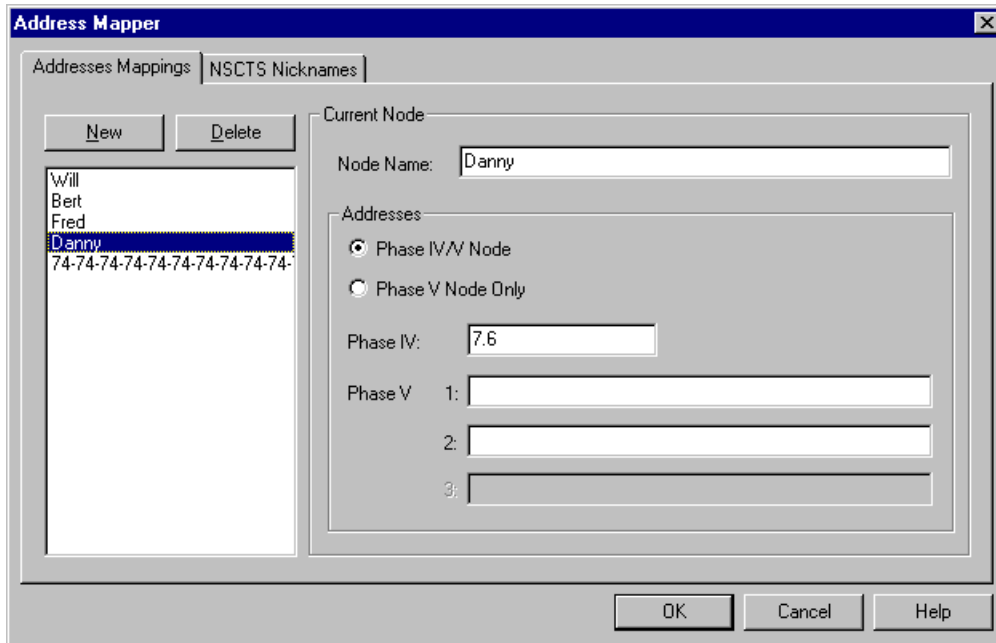 Address Mapper
Addresses Mappings NSCTS Nicknames
New Delete
Will
Bert
Fred
Danny
74-74-74-74-74-74-74-74-74-74-
Current Node
Node Name: Danny
Addresses
Phase IV/V Node
Phase V Node Only
Phase IV: 7.6
Phase V 1:
2:
3:
OK Cancel Help